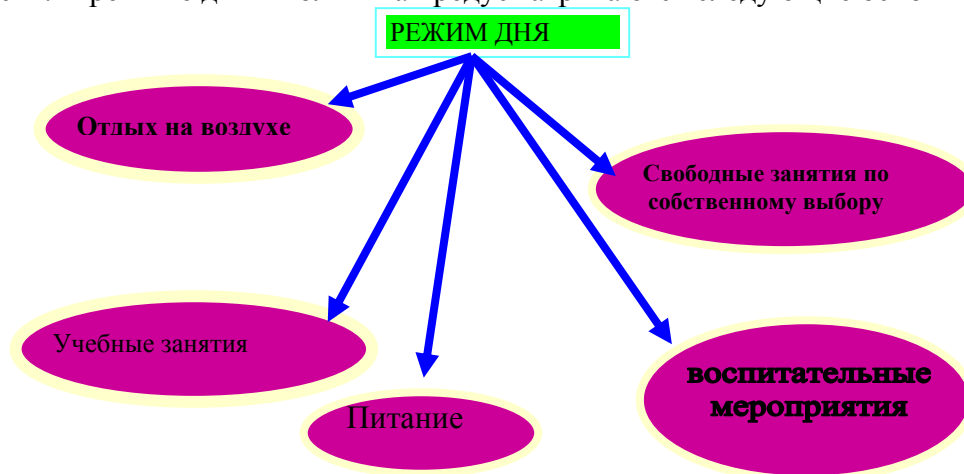 РЕЖИМ ДНЯ
Отдых на воздухе
Свободные занятия по
собственному выбору
Учебные занятия
Питание
воспитательные
мероприятия